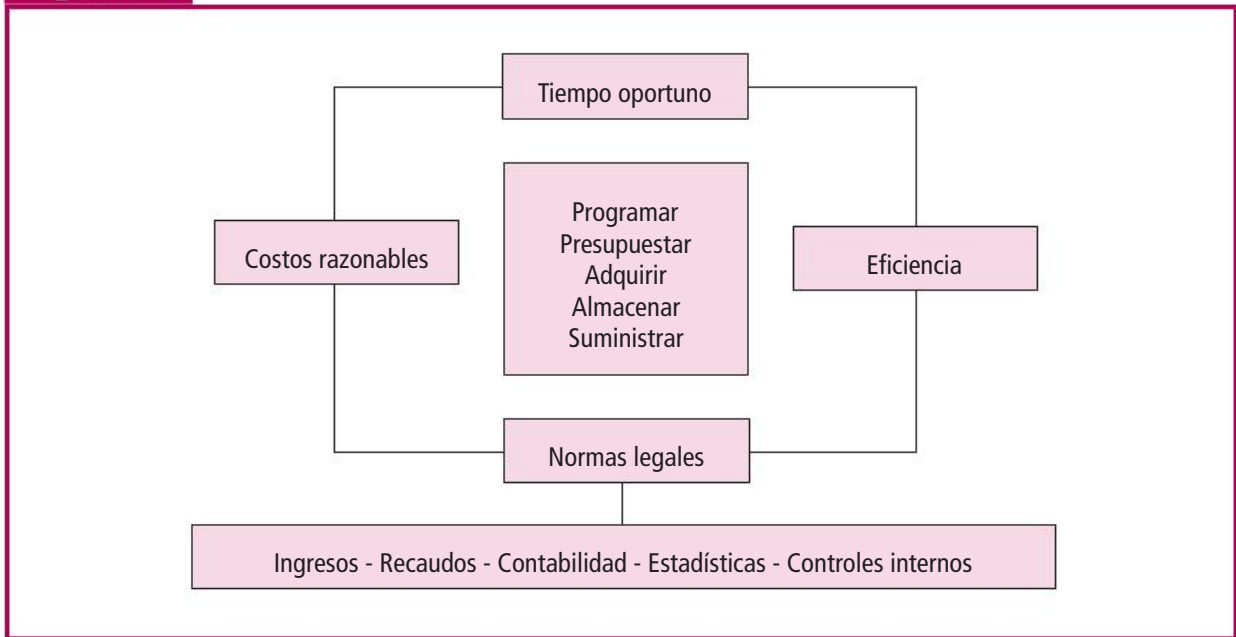 Tiempo oportuno
Programar
Presupuestar
Adquirir
Almacenar
Suministrar
Costos razonables
Eficiencia
Normas legales
Ingresos - Recaudos - Contabilidad - Estadísticas - Controles internos